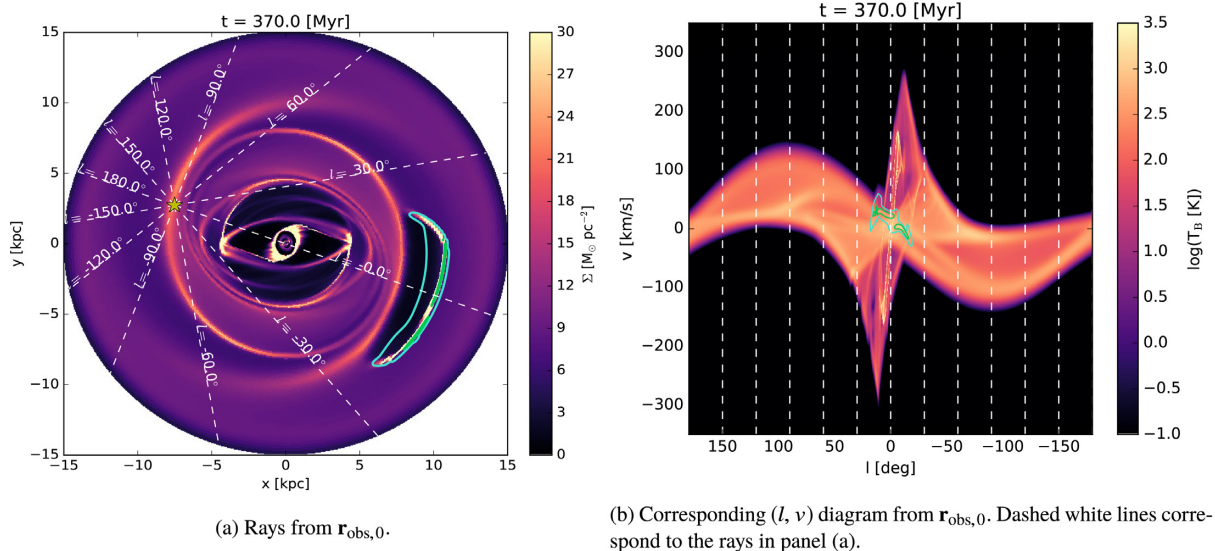 t = 370.0 [Myr]
15
10
5
0
−5
−10
−15
−15
−10
−5
0
5
10
15
y [kpc]
x [kpc]
l= 90.0°
l= 120.0°
l= 150.0°
l= 180.0°
l= -150.0°
l= -120.0°
l= -90.0°
l= -60.0°
l= -30.0°
l= -0.0°
l= 30.0°
l= 60.0°
30
27
24
21
18
15
12
9
6
3
0
Σ [M⊙ pc⁻²]
(a) Rays from r_obs,0.
t = 370.0 [Myr]
300
200
100
0
−100
−200
−300
v [km/s]
150
100
50
0
−50
−100
−150
l [deg]
3.5
3.0
2.5
2.0
1.5
1.0
0.5
0.0
−0.5
−1.0
log(T_B [K])
(b) Corresponding (l, v) diagram from r_obs,0. Dashed white lines corre-
spond to the rays in panel (a).